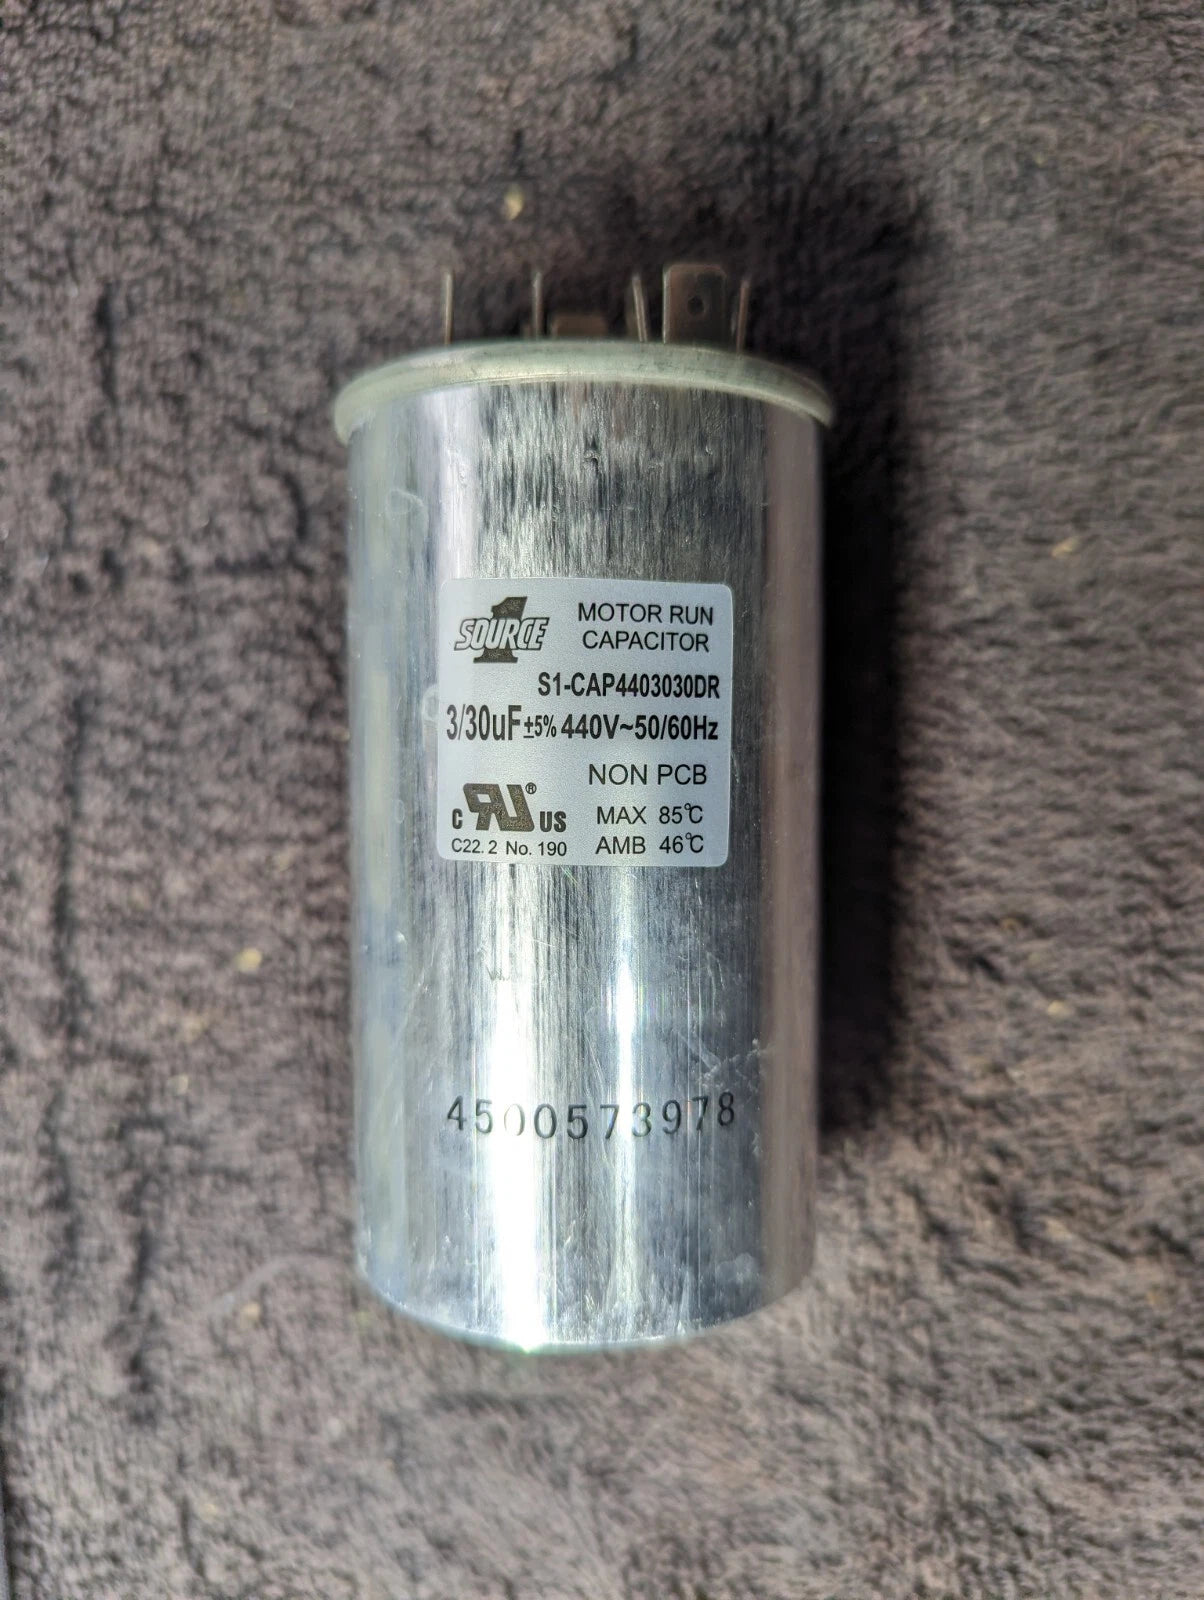 SOURCE 1
MOTOR RUN
CAPACITOR
S1-CAP4403030DR
3/30uF±5% 440V~50/60Hz
NON PCB
c RU® US
MAX 85℃
C22.2 No. 190
AMB 46℃
4500573978